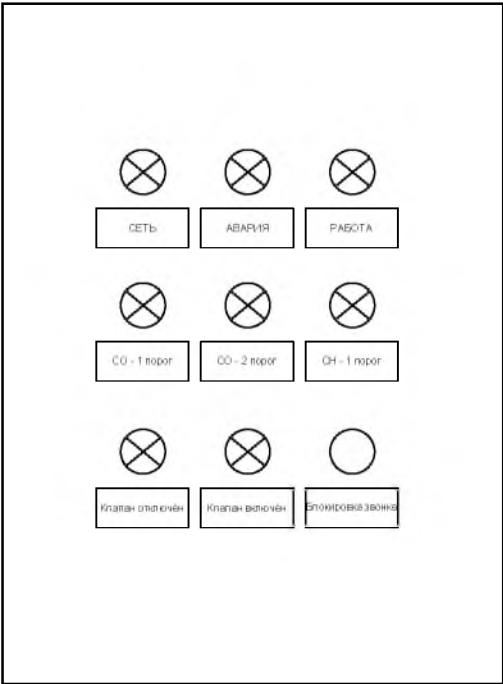 СЕТЬ
АВАРИЯ
РАБОТА
СО - 1 порог
СО - 2 порог
СН - 1 порог
Клапан отключён
Клапан включён
Блокировка звонка